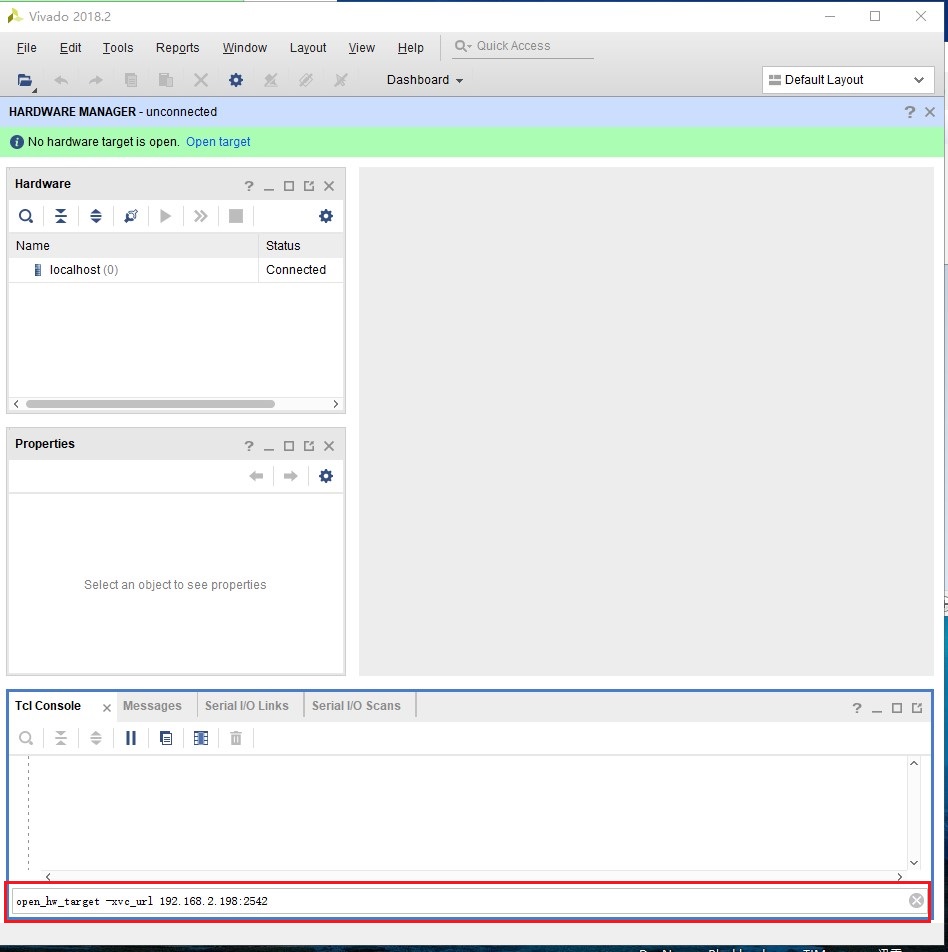 Vivado 2018.2
File Edit Tools Reports Window Layout View Help Quick Access
Dashboard Default Layout
HARDWARE MANAGER - unconnected ?
No hardware target is open. Open target
Hardware ?
Name Status
localhost (0) Connected
Properties ?
Select an object to see properties
Tcl Console Messages Serial I/O Links Serial I/O Scans ?
open_hw_target -xvc_url 192.168.2.198:2542